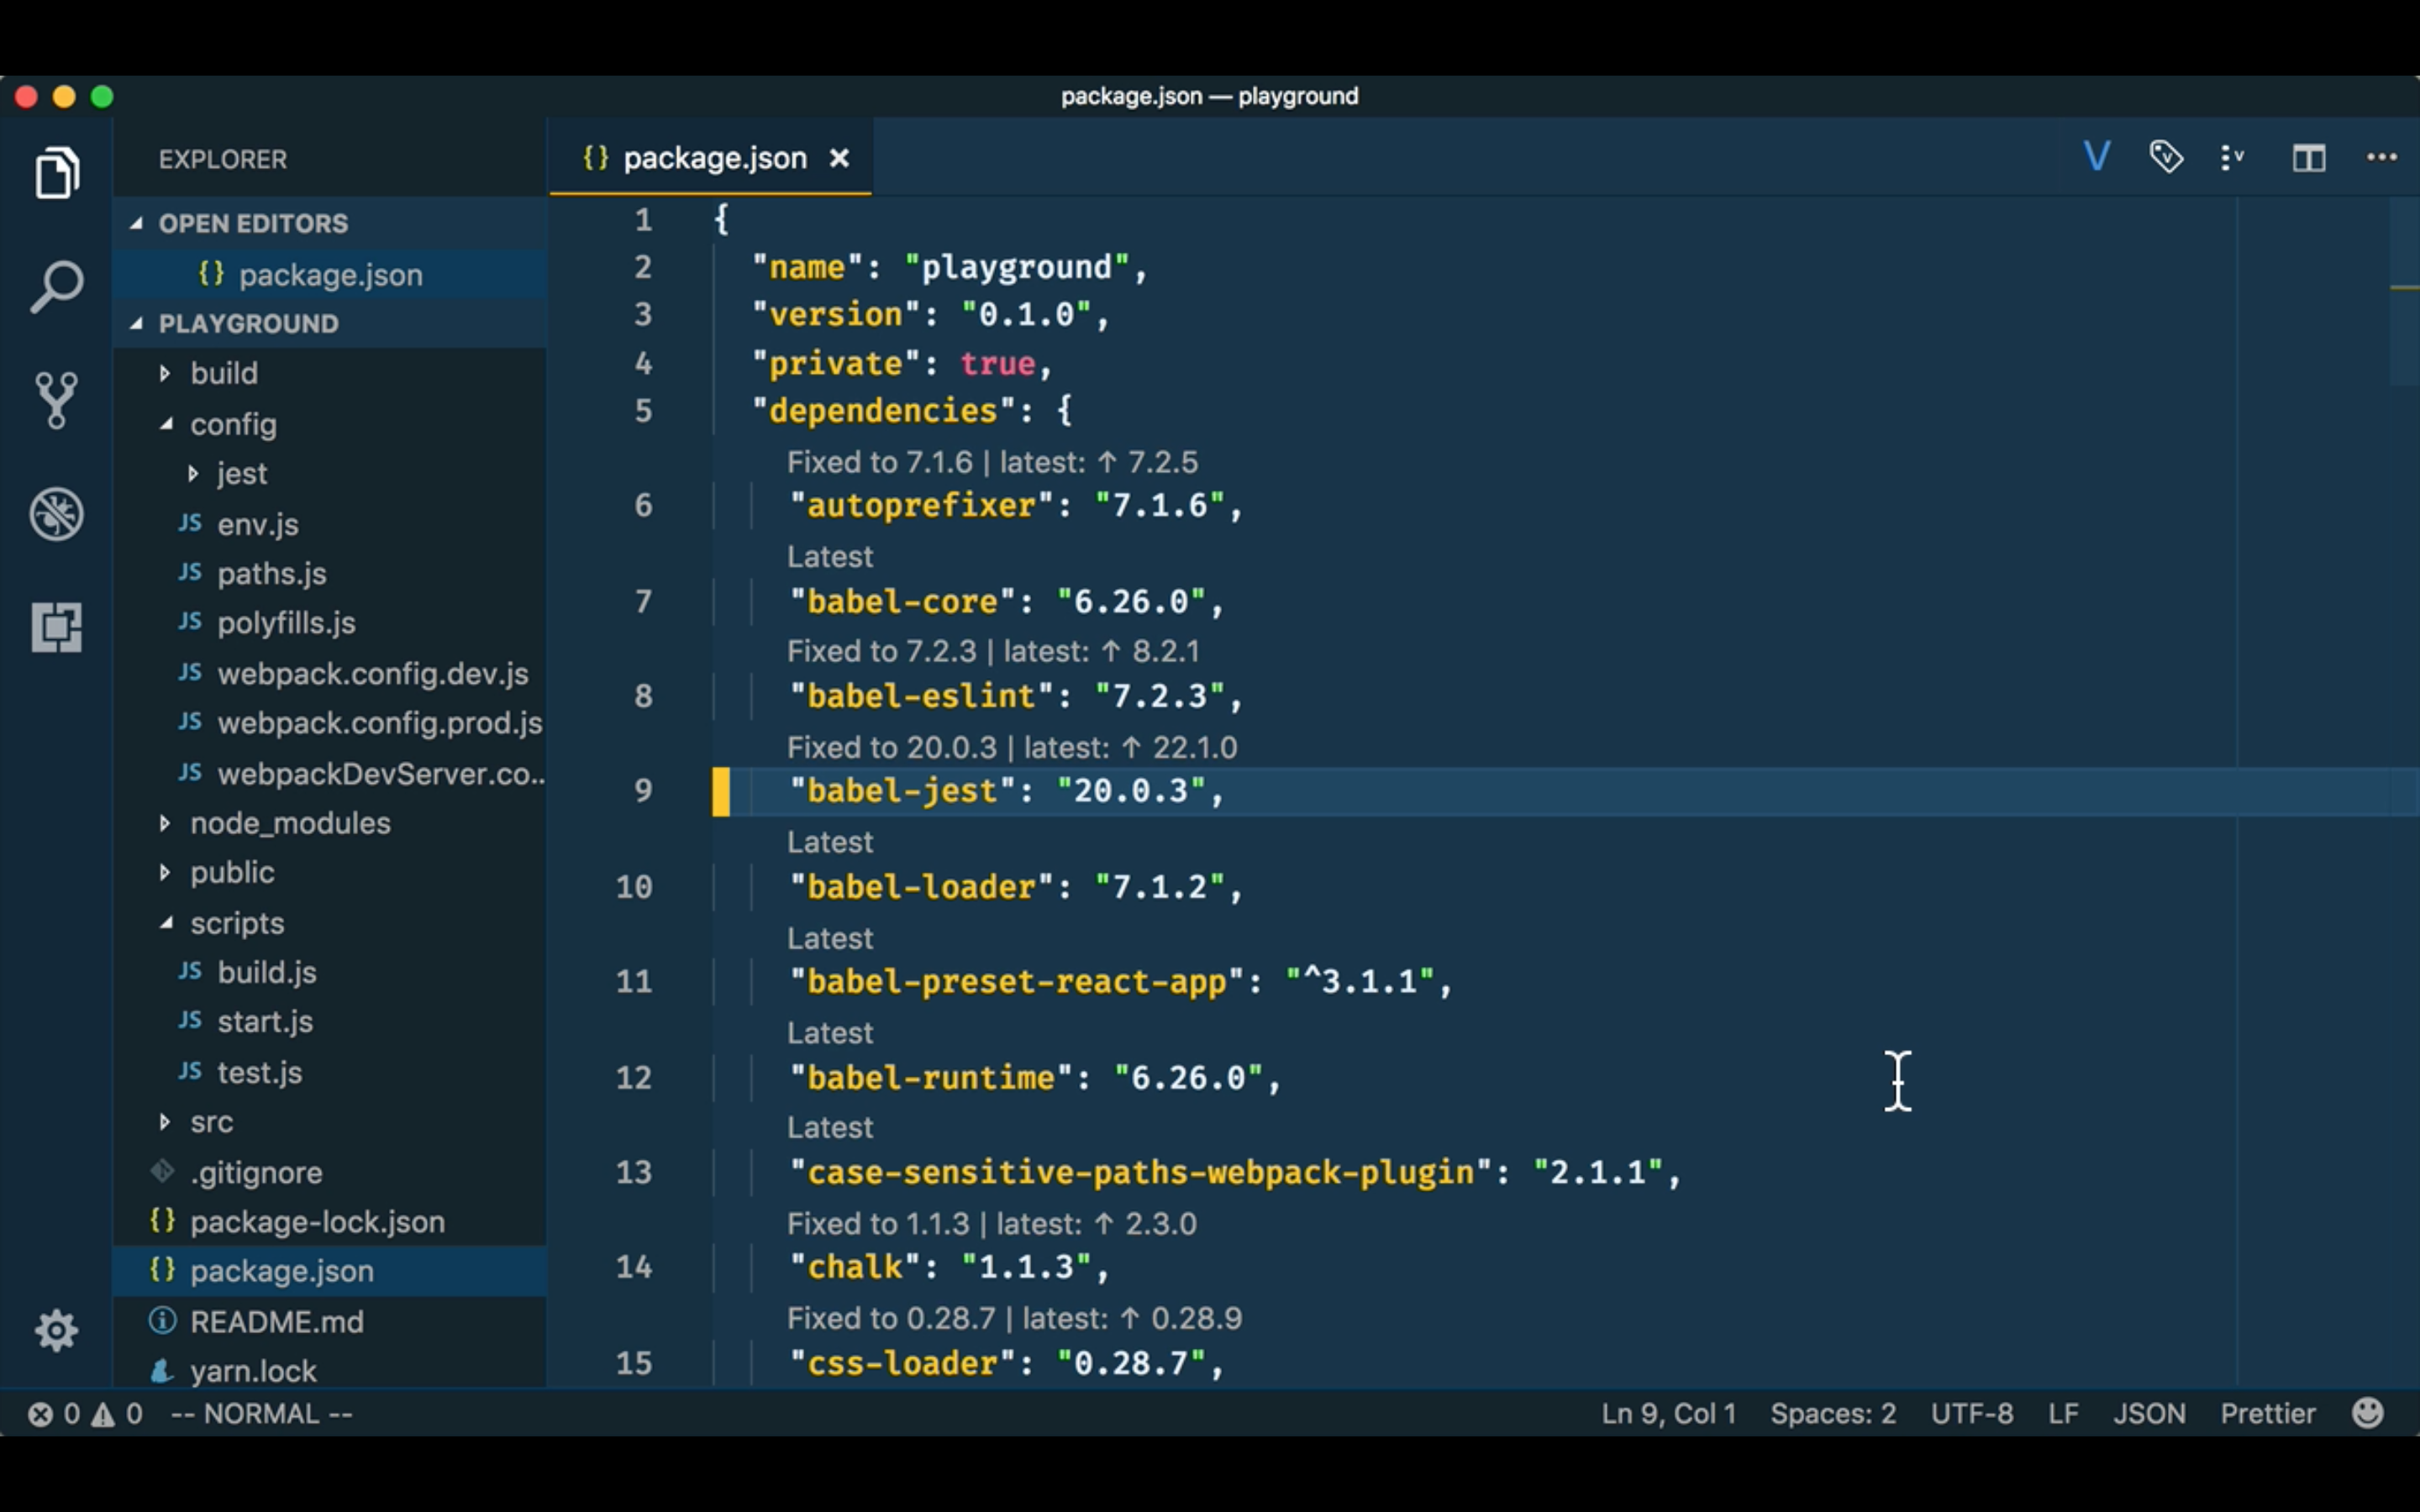 package.json — playground
EXPLORER
OPEN EDITORS
{} package.json
PLAYGROUND
build
config
jest
JS env.js
JS paths.js
JS polyfills.js
JS webpack.config.dev.js
JS webpack.config.prod.js
JS webpackDevServer.co..
node_modules
public
scripts
JS build.js
JS start.js
JS test.js
src
.gitignore
{} package-lock.json
{} package.json
README.md
yarn.lock
{} package.json ×
1 {
2 "name": "playground",
3 "version": "0.1.0",
4 "private": true,
5 "dependencies": {
Fixed to 7.1.6 | latest: ↑ 7.2.5
6 "autoprefixer": "7.1.6",
Latest
7 "babel-core": "6.26.0",
Fixed to 7.2.3 | latest: ↑ 8.2.1
8 "babel-eslint": "7.2.3",
Fixed to 20.0.3 | latest: ↑ 22.1.0
9 "babel-jest": "20.0.3",
Latest
10 "babel-loader": "7.1.2",
Latest
11 "babel-preset-react-app": "^3.1.1",
Latest
12 "babel-runtime": "6.26.0",
Latest
13 "case-sensitive-paths-webpack-plugin": "2.1.1",
Fixed to 1.1.3 | latest: ↑ 2.3.0
14 "chalk": "1.1.3",
Fixed to 0.28.7 | latest: ↑ 0.28.9
15 "css-loader": "0.28.7",
0 0 -- NORMAL -- Ln 9, Col 1 Spaces: 2 UTF-8 LF JSON Prettier